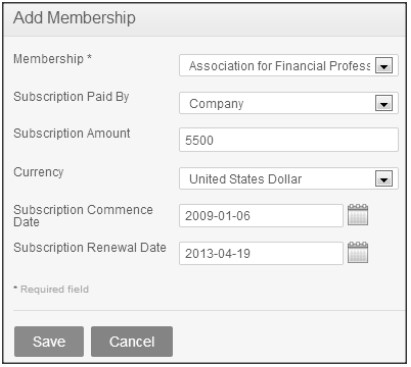 Add Membership
Membership *
Association for Financial Profess
Subscription Paid By
Company
Subscription Amount
5500
Currency
United States Dollar
Subscription Commence
Date
2009-01-06
Subscription Renewal Date
2013-04-19
* Required field
Save
Cancel